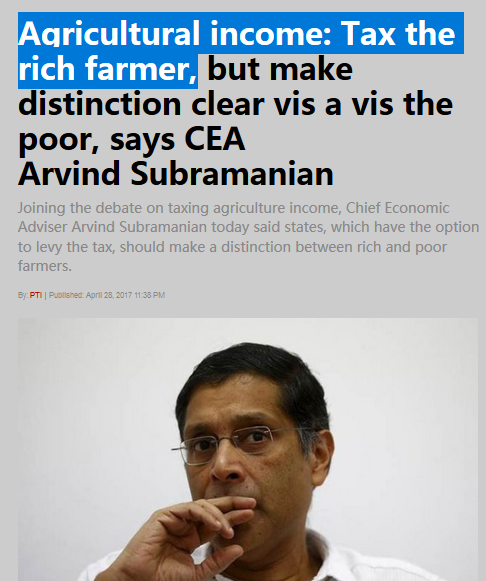 Agricultural income: Tax the
rich farmer, but make
distinction clear vis a vis the
poor, says CEA
Arvind Subramanian
Joining the debate on taxing agriculture income, Chief Economic
Adviser Arvind Subramanian today said states, which have the option
to levy the tax, should make a distinction between rich and poor
farmers.
By: PTI | Published: April 28, 2017 11:38 PM